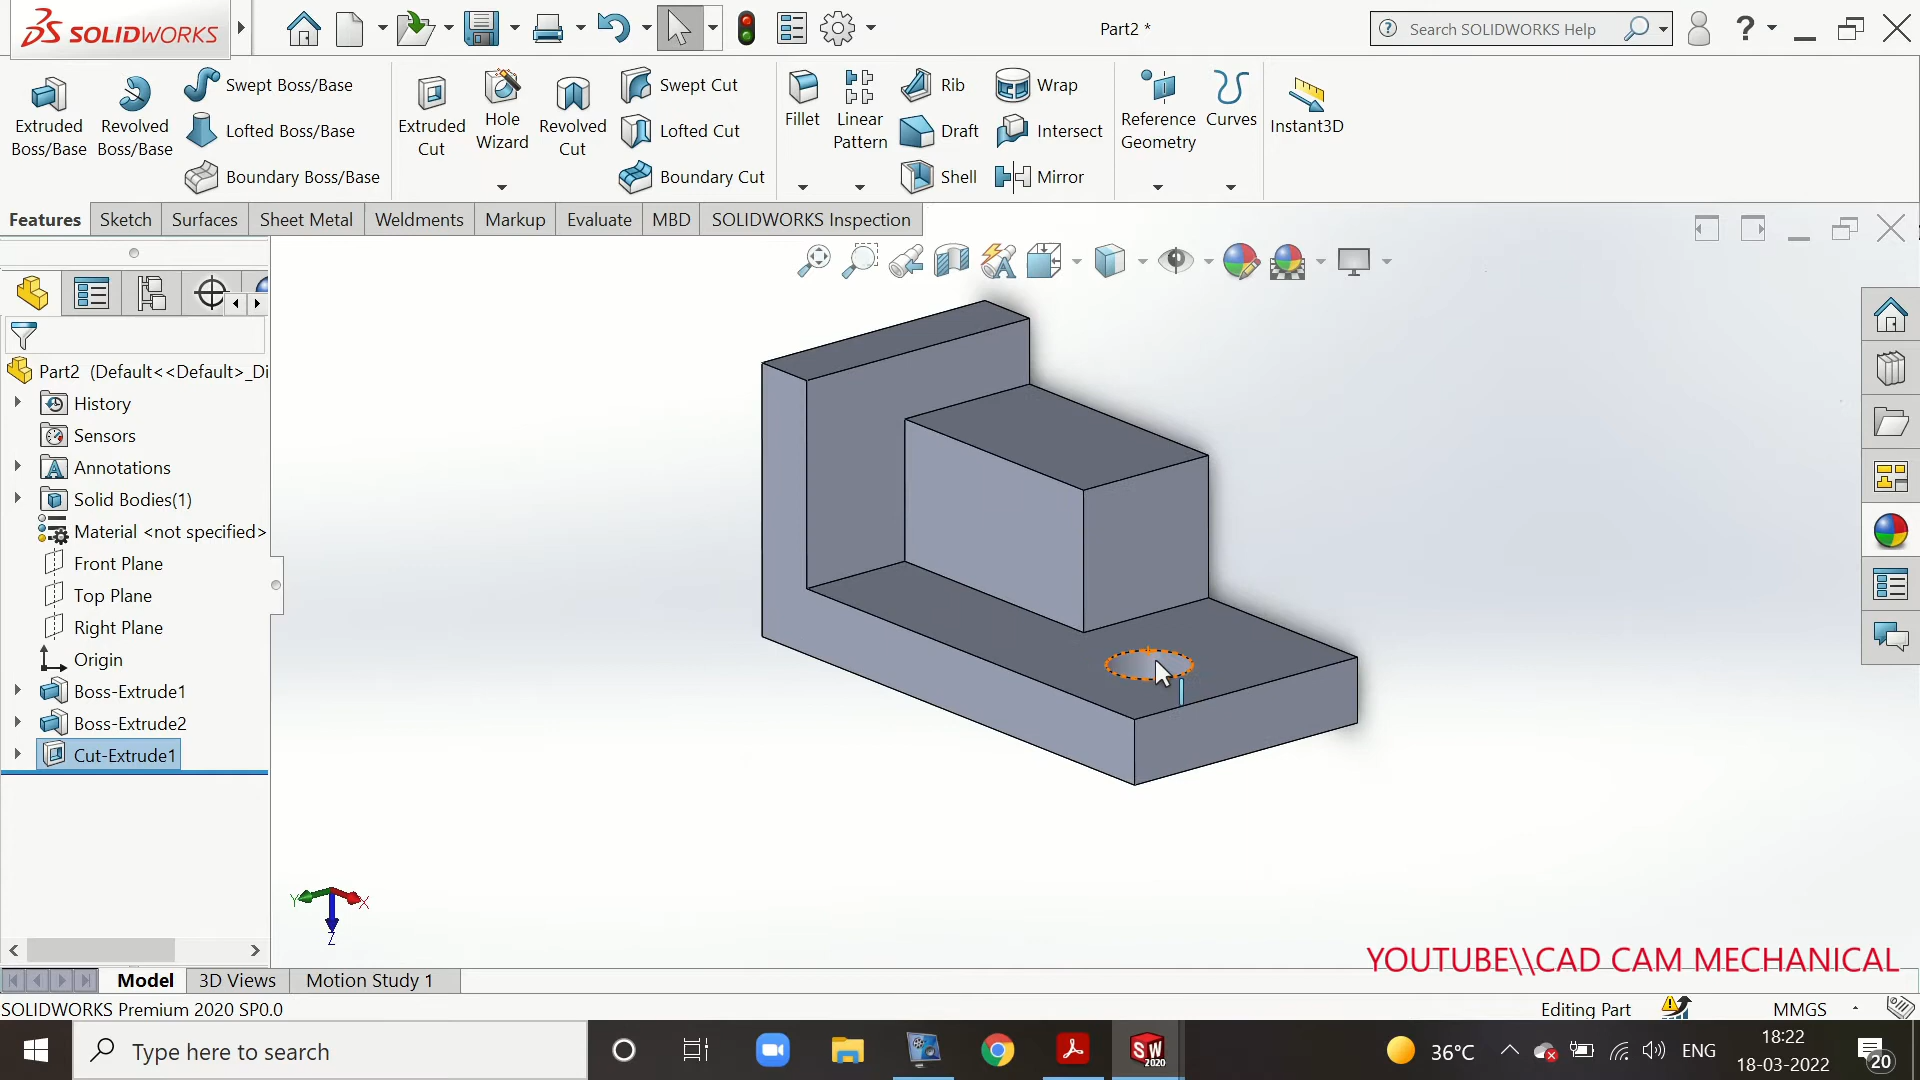 SOLIDWORKS
Part2 *
Search SOLIDWORKS Help
Extruded Boss/Base
Revolved Boss/Base
Swept Boss/Base
Lofted Boss/Base
Boundary Boss/Base
Extruded Cut
Hole Wizard
Revolved Cut
Swept Cut
Lofted Cut
Boundary Cut
Fillet
Linear Pattern
Rib
Draft
Shell
Wrap
Intersect
Mirror
Reference Geometry
Curves
Instant3D
Features
Sketch
Surfaces
Sheet Metal
Weldments
Markup
Evaluate
MBD
SOLIDWORKS Inspection
Part2 (Default<<Default>_Di
History
Sensors
Annotations
Solid Bodies(1)
Material <not specified>
Front Plane
Top Plane
Right Plane
Origin
Boss-Extrude1
Boss-Extrude2
Cut-Extrude1
Y
X
Z
YOUTUBE\\CAD CAM MECHANICAL
Model
3D Views
Motion Study 1
SOLIDWORKS Premium 2020 SP0.0
Editing Part
MMGS
Type here to search
SW
2020
36°C
ENG
18:22
18-03-2022
20